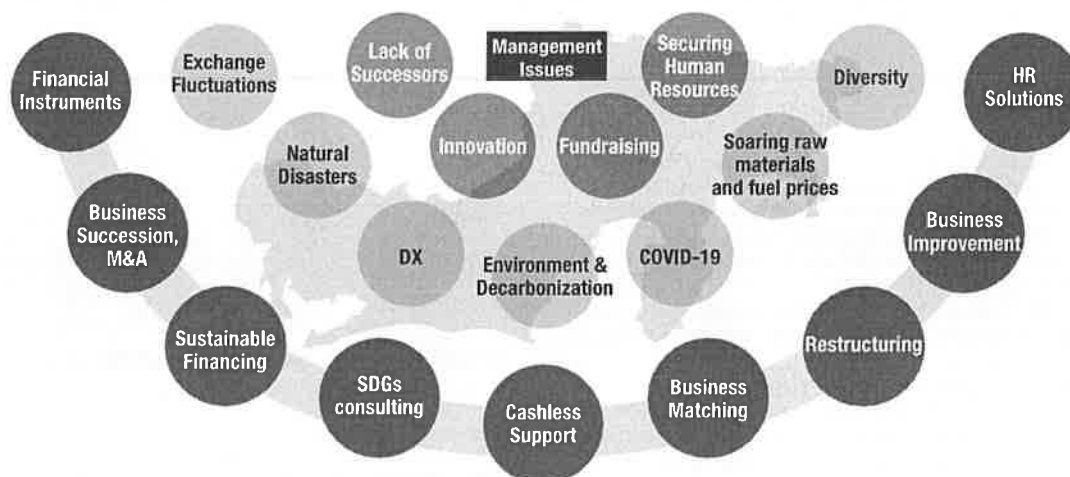 Management
Issues
Financial
Instruments
Exchange
Fluctuations
Lack of
Successors
Securing
Human
Resources
Diversity
HR
Solutions
Natural
Disasters
Innovation
Fundraising
Soaring raw
materials
and fuel prices
Business
Succession,
M&A
DX
Environment &
Decarbonization
COVID-19
Business
Improvement
Sustainable
Financing
SDGs
consulting
Cashless
Support
Business
Matching
Restructuring